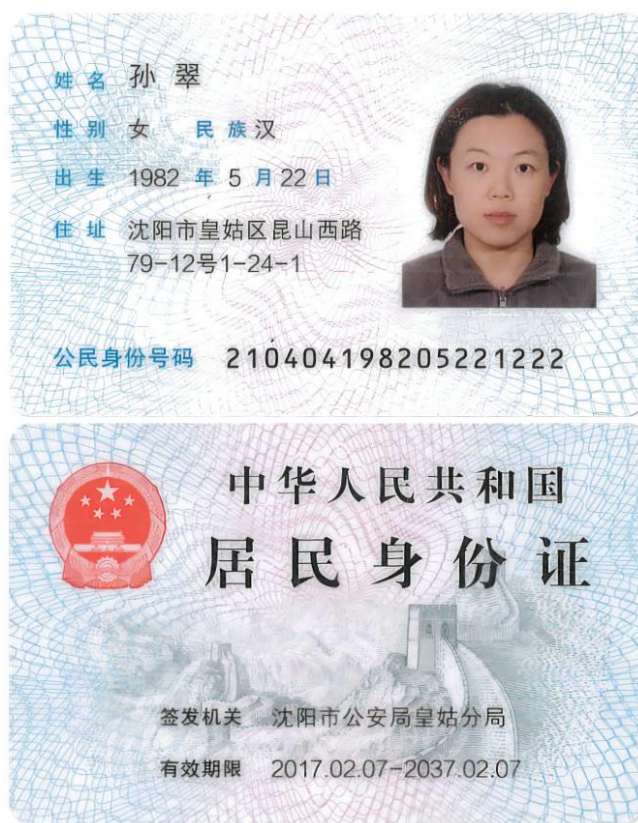 姓名 孙翠
性别 女 民族 汉
出生 1982 年 5 月 22 日
住址 沈阳市皇姑区昆山西路
79-12号1-24-1
公民身份号码 210404198205221222
中华人民共和国
居民身份证
签发机关 沈阳市公安局皇姑分局
有效期限 2017.02.07-2037.02.07